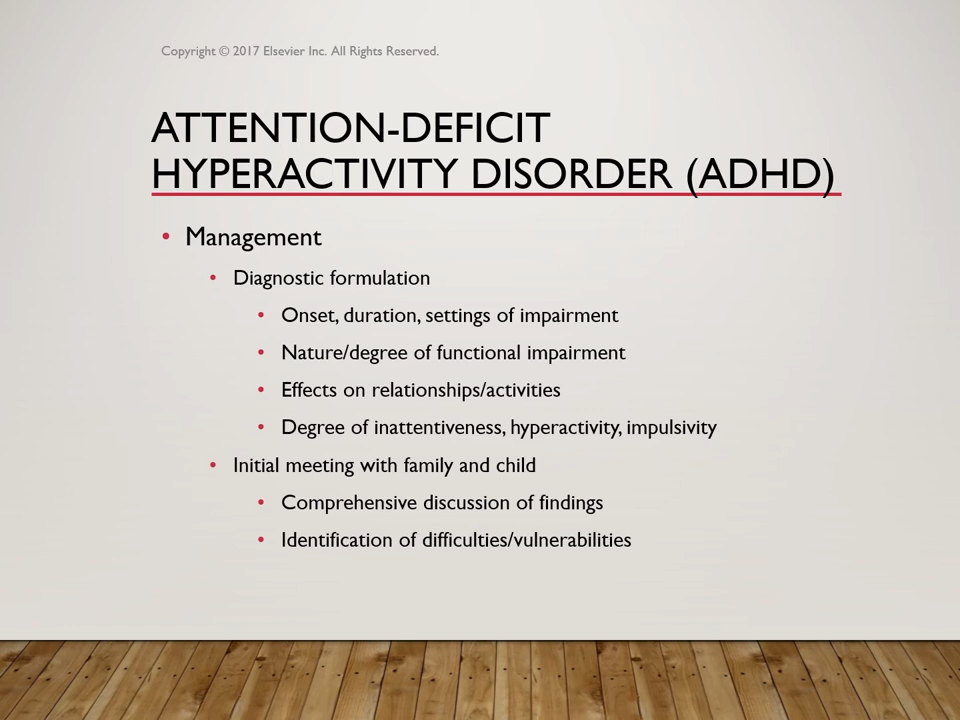 Copyright © 2017 Elsevier Inc. All Rights Reserved.
ATTENTION-DEFICIT
HYPERACTIVITY DISORDER (ADHD)
• Management
• Diagnostic formulation
• Onset, duration, settings of impairment
• Nature/degree of functional impairment
• Effects on relationships/activities
• Degree of inattentiveness, hyperactivity, impulsivity
• Initial meeting with family and child
• Comprehensive discussion of findings
• Identification of difficulties/vulnerabilities